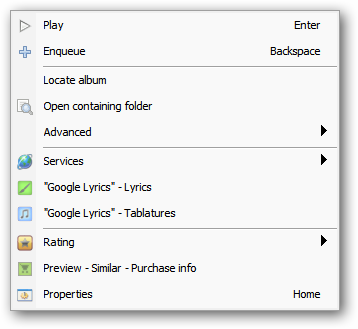 Play Enter
Enqueue Backspace
Locate album
Open containing folder
Advanced
Services
"Google Lyrics" - Lyrics
"Google Lyrics" - Tablatures
Rating
Preview - Similar - Purchase info
Properties Home